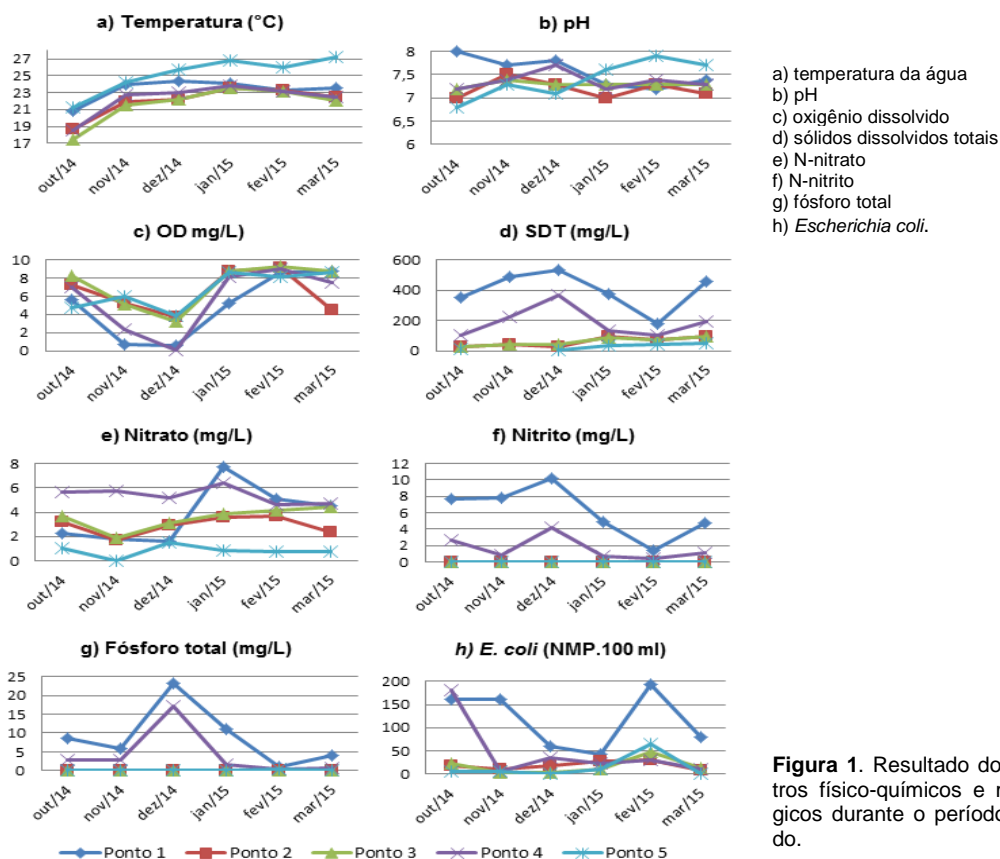 a) Temperatura (°C)
27
25
23
21
19
17
out/14
nov/14
dez/14
jan/15
fev/15
mar/15
b) pH
8
7,5
7
6,5
6
out/14
nov/14
dez/14
jan/15
fev/15
mar/15
a) temperatura da água
b) pH
c) oxigênio dissolvido
d) sólidos dissolvidos totais
e) N-nitrato
f) N-nitrito
g) fósforo total
h) Escherichia coli.
c) OD mg/L)
10
8
6
4
2
0
out/14
nov/14
dez/14
jan/15
fev/15
mar/15
d) SDT (mg/L)
600
400
200
0
out/14
nov/14
dez/14
jan/15
fev/15
mar/15
e) Nitrato (mg/L)
8
6
4
2
0
out/14
nov/14
dez/14
jan/15
fev/15
mar/15
f) Nitrito (mg/L)
12
10
8
6
4
2
0
out/14
nov/14
dez/14
jan/15
fev/15
mar/15
g) Fósforo total (mg/L)
25
20
15
10
5
0
out/14
nov/14
dez/14
jan/15
fev/15
mar/15
h) E. coli (NMP.100 ml)
200
150
100
50
0
out/14
nov/14
dez/14
jan/15
fev/15
mar/15
Ponto 1 Ponto 2 Ponto 3 Ponto 4 Ponto 5
Figura 1. Resultado do
tros físico-químicos e
gicos durante o período
do.